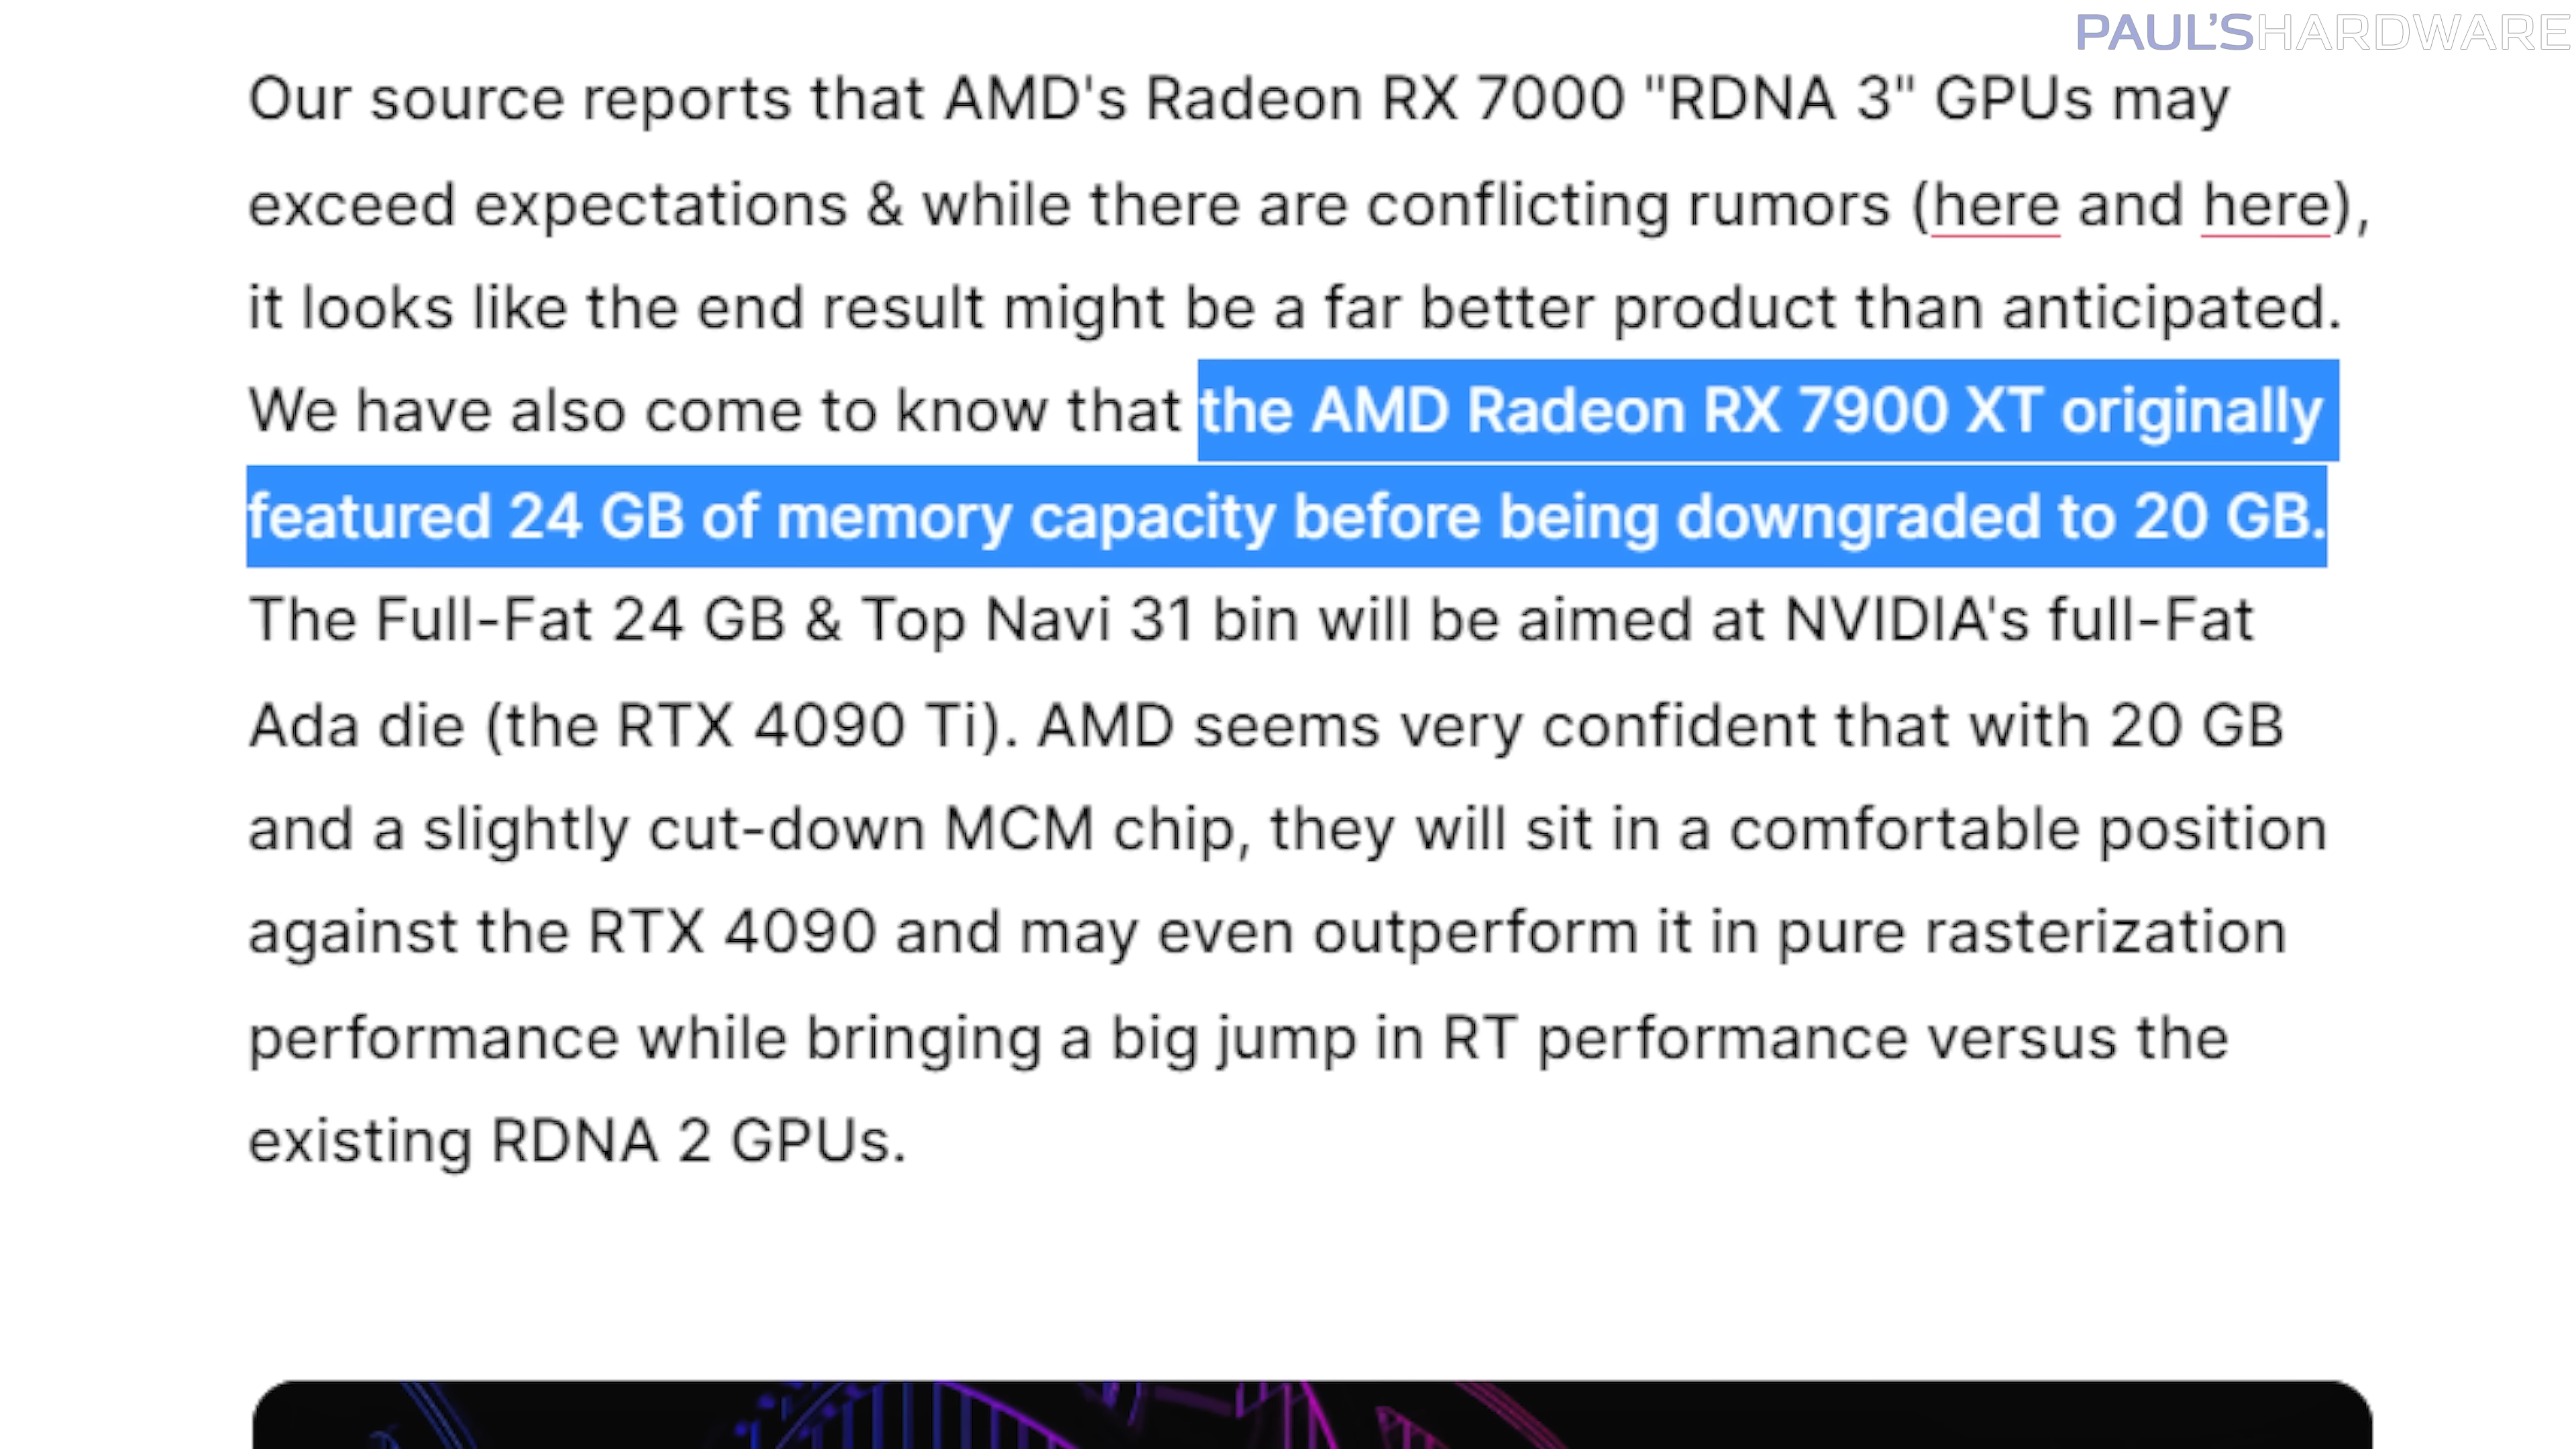 PAUL'SHARDWARE
Our source reports that AMD's Radeon RX 7000 "RDNA 3" GPUs may
exceed expectations & while there are conflicting rumors (here and here),
it looks like the end result might be a far better product than anticipated.
We have also come to know that the AMD Radeon RX 7900 XT originally
featured 24 GB of memory capacity before being downgraded to 20 GB.
The Full-Fat 24 GB & Top Navi 31 bin will be aimed at NVIDIA's full-Fat
Ada die (the RTX 4090 Ti). AMD seems very confident that with 20 GB
and a slightly cut-down MCM chip, they will sit in a comfortable position
against the RTX 4090 and may even outperform it in pure rasterization
performance while bringing a big jump in RT performance versus the
existing RDNA 2 GPUs.